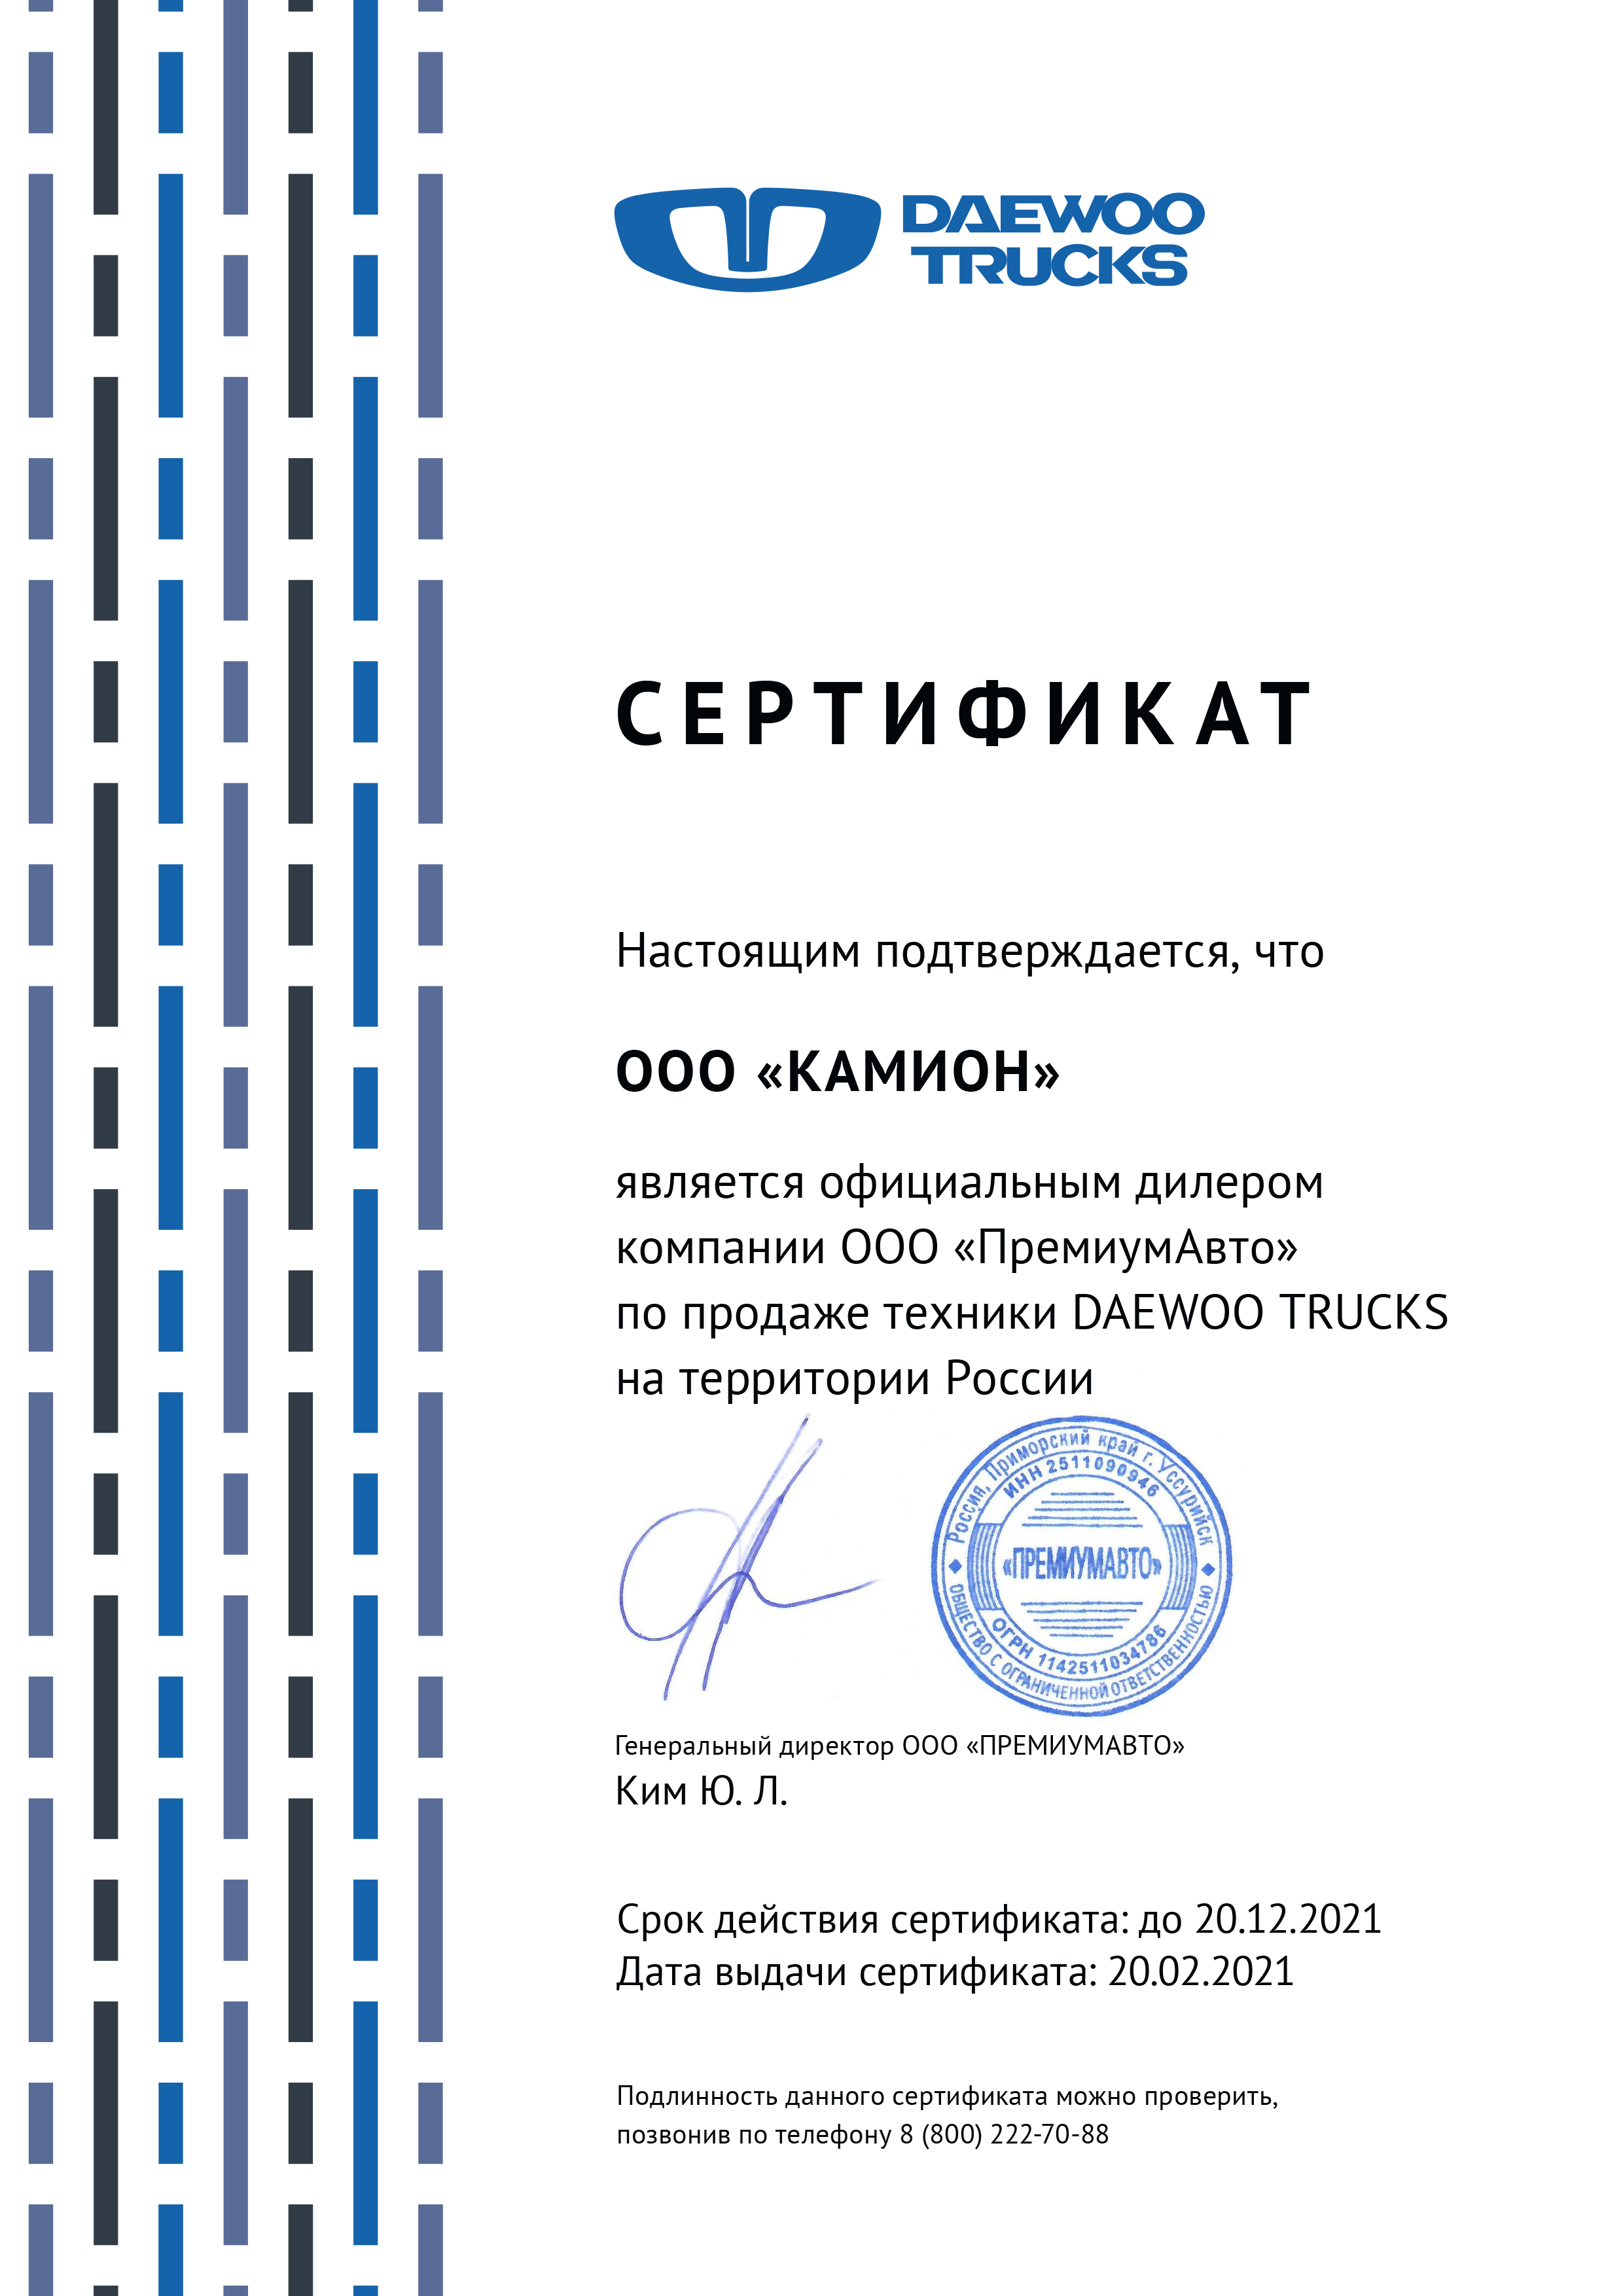 DAEWOO
TRUCKS
СЕРТИФИКАТ
Настоящим подтверждается, что
ООО «КАМИОН»
является официальным дилером
компании ООО «ПремиумАвто»
по продаже техники DAEWOO TRUCKS
на территории России
Россия, Приморский край г. Уссурийск
ИНН 2511090946
«ПРЕМИУМАВТО»
ОГРН 1142511034786
ОБЩЕСТВО С ОГРАНИЧЕННОЙ ОТВЕТСТВЕННОСТЬЮ
Генеральный директор ООО «ПРЕМИУМАВТО»
Ким Ю. Л.
Срок действия сертификата: до 20.12.2021
Дата выдачи сертификата: 20.02.2021
Подлинность данного сертификата можно проверить,
позвонив по телефону 8 (800) 222-70-88